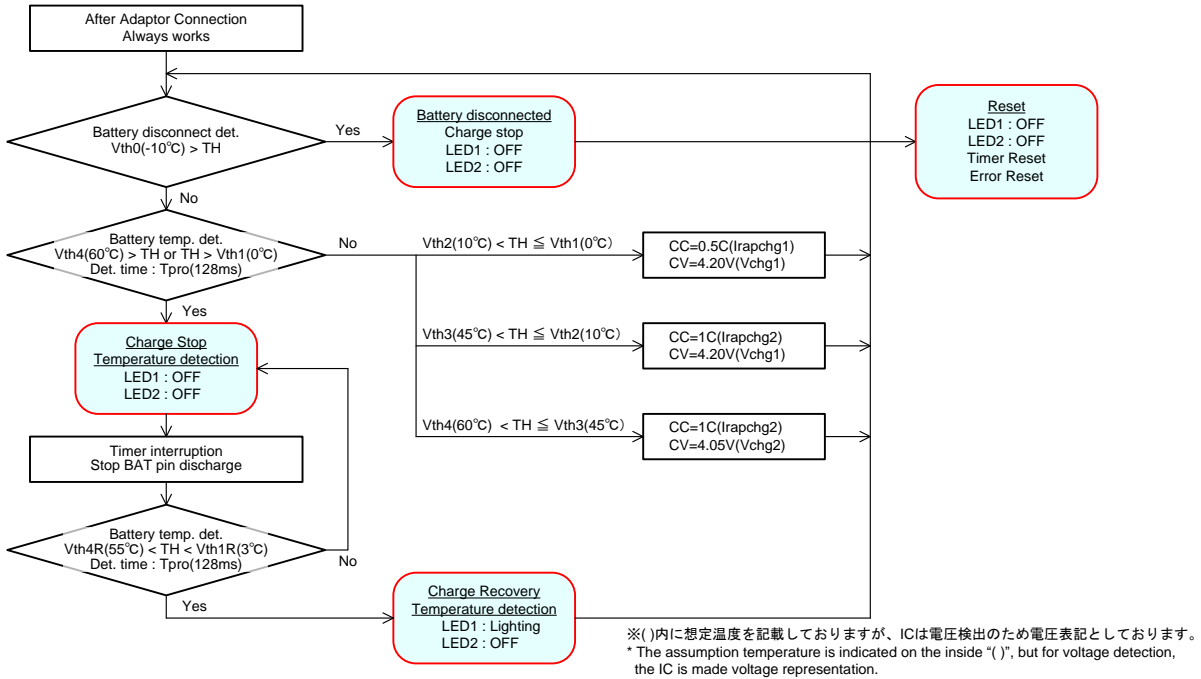 After Adaptor Connection
Always works
Battery disconnect det.
Vth0(-10℃) > TH
Yes
Battery disconnected
Charge stop
LED1 : OFF
LED2 : OFF
Reset
LED1 : OFF
LED2 : OFF
Timer Reset
Error Reset
No
Battery temp. det.
Vth4(60℃) > TH or TH > Vth1(0℃)
Det. time : Tpro(128ms)
No
Vth2(10℃) < TH ≦ Vth1(0℃)
CC=0.5C(Irapchg1)
CV=4.20V(Vchg1)
Yes
Charge Stop
Temperature detection
LED1 : OFF
LED2 : OFF
Vth3(45℃) < TH ≦ Vth2(10℃)
CC=1C(Irapchg2)
CV=4.20V(Vchg1)
Vth4(60℃) < TH ≦ Vth3(45℃)
CC=1C(Irapchg2)
CV=4.05V(Vchg2)
Timer interruption
Stop BAT pin discharge
Battery temp. det.
Vth4R(55℃) < TH < Vth1R(3℃)
Det. time : Tpro(128ms)
No
Yes
Charge Recovery
Temperature detection
LED1 : Lighting
LED2 : OFF
※( )内に想定温度を記載しておりますが、ICは電圧検出のため電圧表記としております。
* The assumption temperature is indicated on the inside “( )”, but for voltage detection,
the IC is made voltage representation.